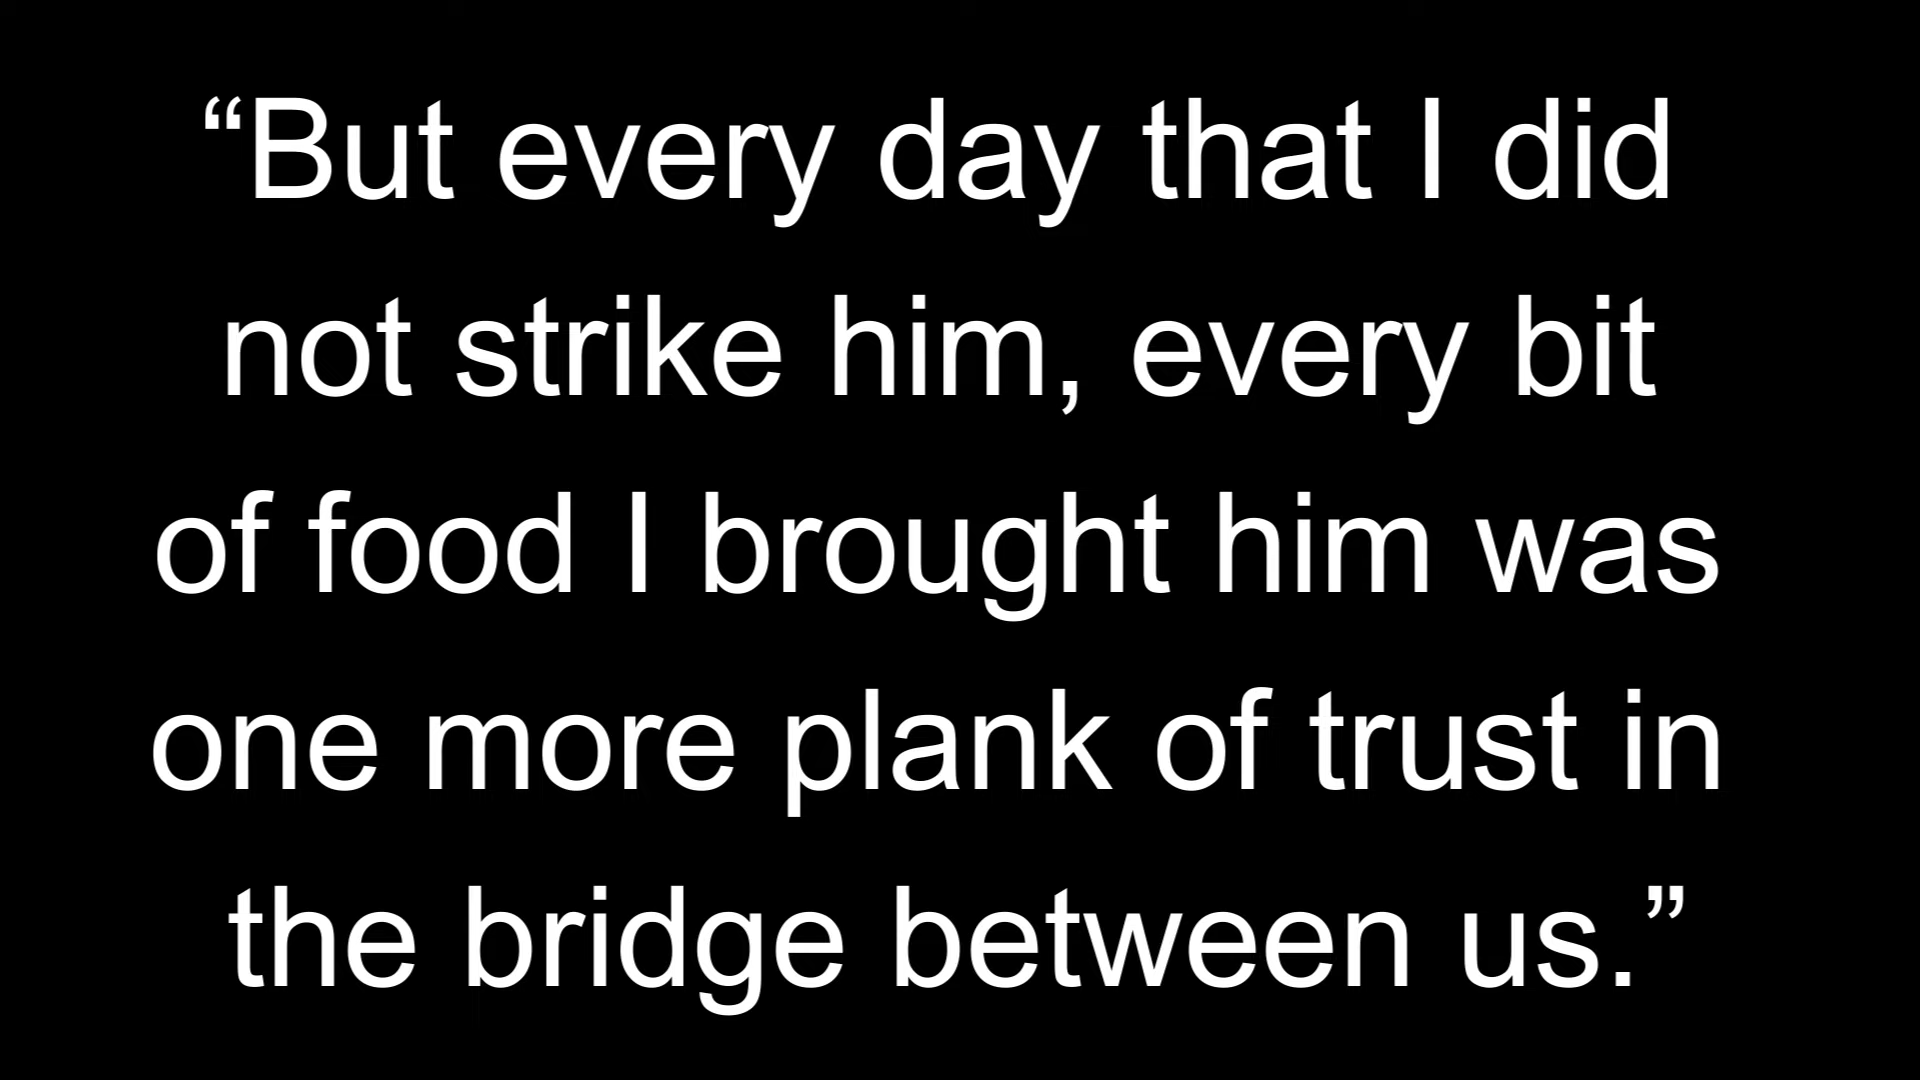 “But every day that I did
not strike him, every bit
of food I brought him was
one more plank of trust in
the bridge between us.”